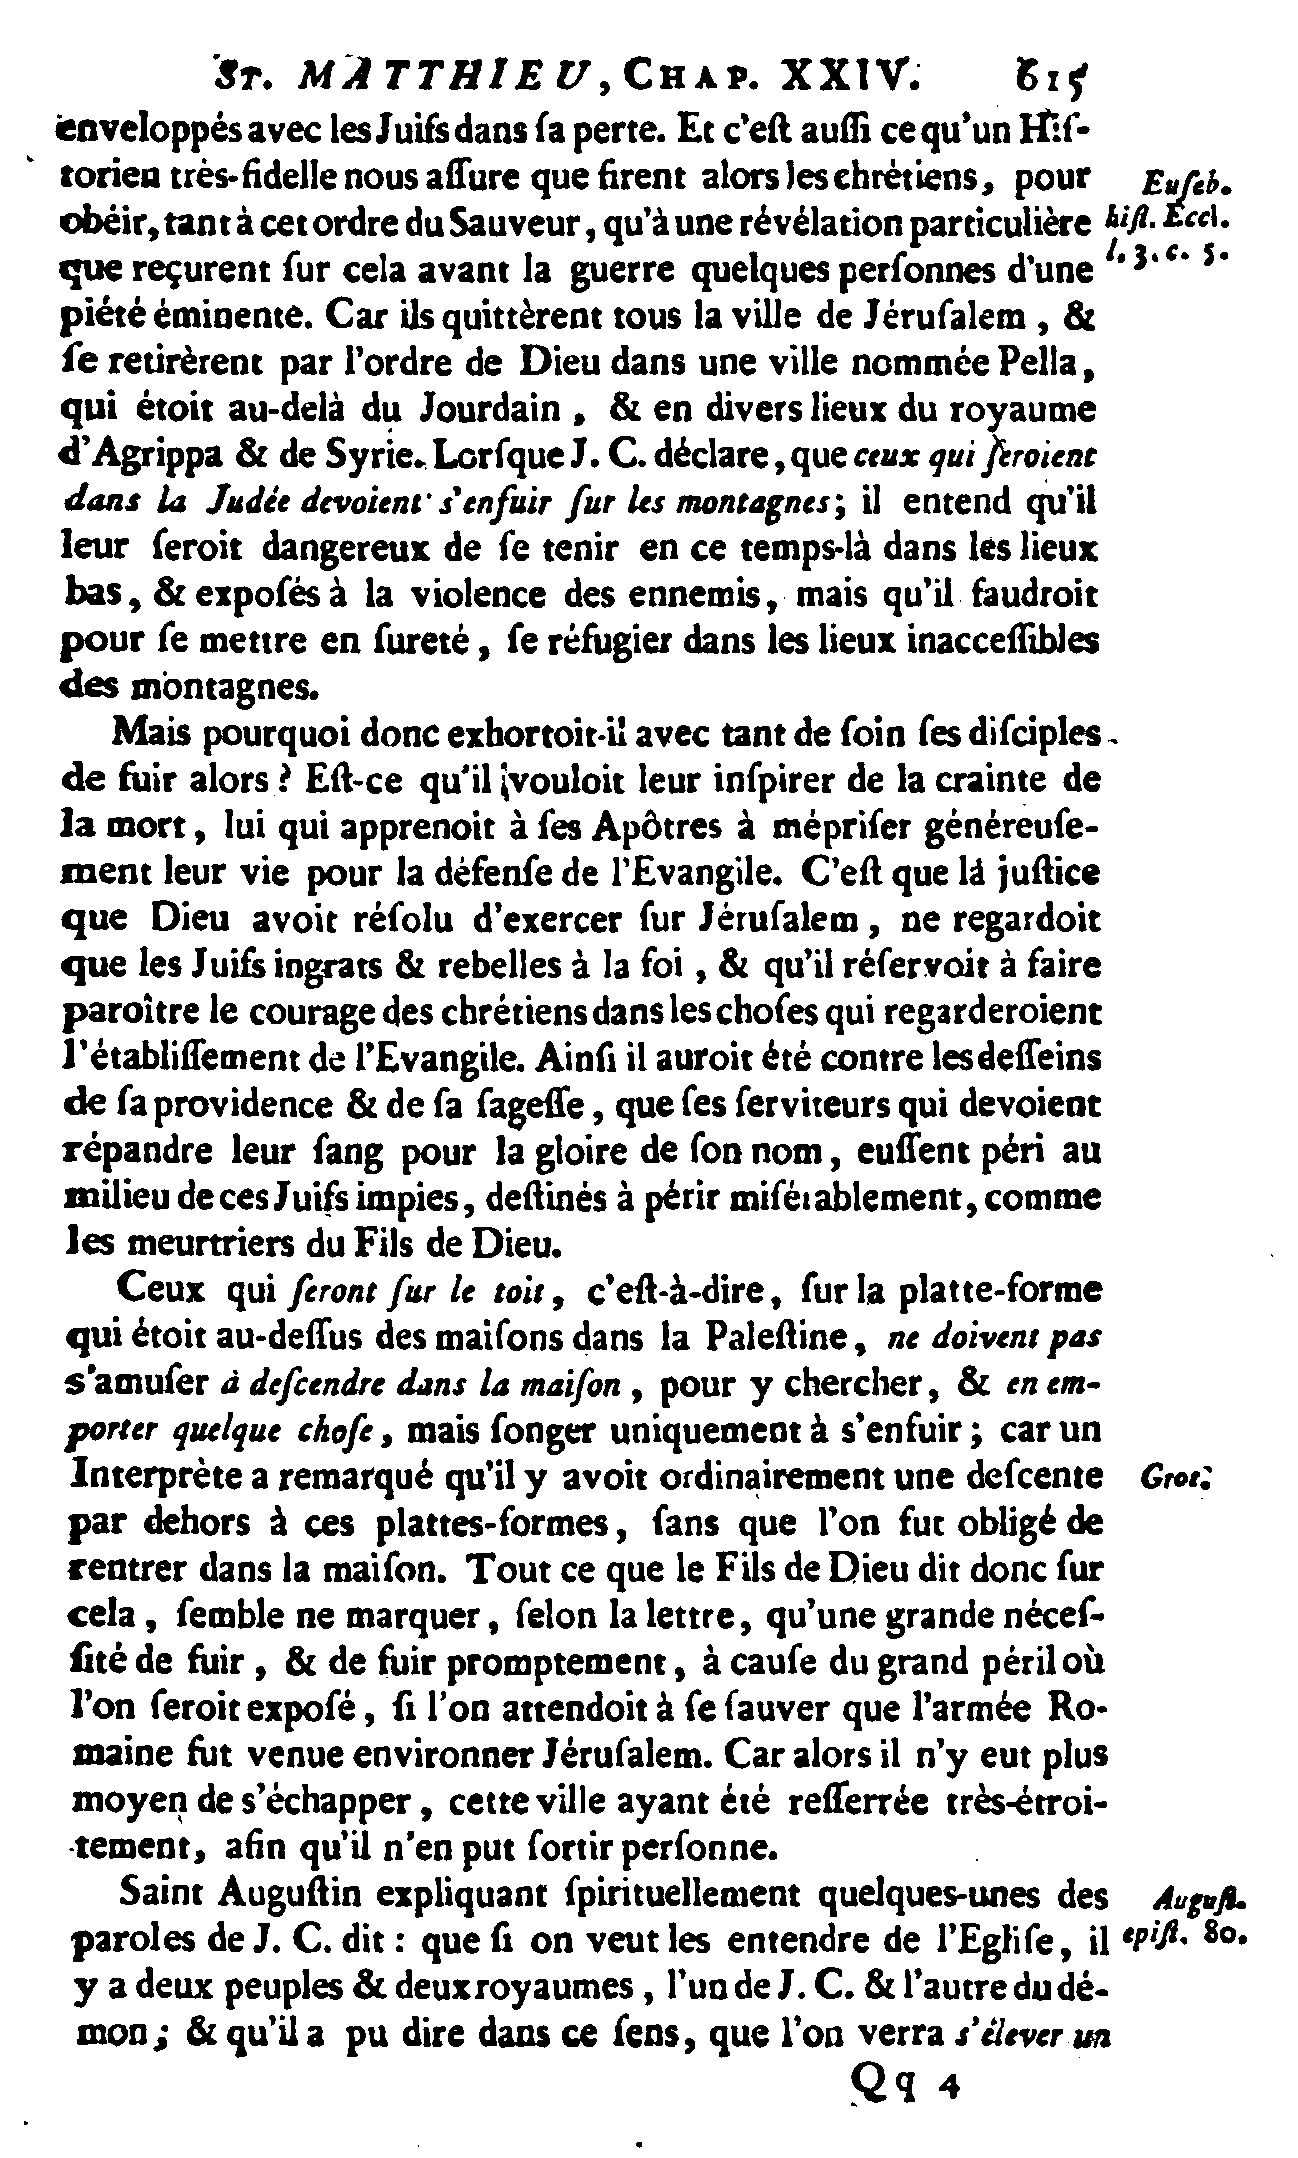 St. MATTHIEU, CHAP. XXIV. 615
enveloppés avec les Juifs dans ſa perte. Et c'eſt auſſi ce qu'un Hiſ-
torien très-fidelle nous aſſure que firent alors les chrétiens, pour
Euſeb.
obéir, tant à cet ordre du Sauveur, qu'à une révélation particulière
hiſt. Eccl.
que reçurent ſur cela avant la guerre quelques perſonnes d'une
l. 3. c. 5.
piété éminente. Car ils quittèrent tous la ville de Jéruſalem, &
ſe retirèrent par l'ordre de Dieu dans une ville nommée Pella,
qui étoit au-delà du Jourdain, & en divers lieux du royaume
d'Agrippa & de Syrie. Lorſque J. C. déclare, que ceux qui ſeroient
dans la Judée devoient s'enfuir ſur les montagnes; il entend qu'il
leur ſeroit dangereux de ſe tenir en ce temps-là dans les lieux
bas, & expoſés à la violence des ennemis, mais qu'il faudroit
pour ſe mettre en ſureté, ſe réfugier dans les lieux inacceſſibles
des montagnes.
Mais pourquoi donc exhortoit-il avec tant de ſoin ſes diſciples
de fuir alors? Eſt-ce qu'il vouloit leur inſpirer de la crainte de
la mort, lui qui apprenoit à ſes Apôtres à mépriſer généreuſe-
ment leur vie pour la défenſe de l'Evangile. C'eſt que la juſtice
que Dieu avoit réſolu d'exercer ſur Jéruſalem, ne regardoit
que les Juifs ingrats & rebelles à la foi, & qu'il réſervoit à faire
paroître le courage des chrétiens dans les choſes qui regarderoient
l'établiſſement de l'Evangile. Ainſi il auroit été contre les deſſeins
de ſa providence & de ſa ſageſſe, que ſes ſerviteurs qui devoient
répandre leur ſang pour la gloire de ſon nom, euſſent péri au
milieu de ces Juifs impies, deſtinés à périr miſérablement, comme
les meurtriers du Fils de Dieu.
Ceux qui ſeront ſur le toit, c'eſt-à-dire, ſur la platte-forme
qui étoit au-deſſus des maiſons dans la Paleſtine, ne doivent pas
s'amuſer à deſcendre dans la maiſon, pour y chercher, & en em-
porter quelque choſe, mais ſonger uniquement à s'enfuir; car un
Interprète a remarqué qu'il y avoit ordinairement une deſcente
Grot.
par dehors à ces plattes-formes, ſans que l'on fut obligé de
rentrer dans la maiſon. Tout ce que le Fils de Dieu dit donc ſur
cela, ſemble ne marquer, ſelon la lettre, qu'une grande néceſ-
ſité de fuir, & de fuir promptement, à cauſe du grand péril où
l'on ſeroit expoſé, ſi l'on attendoit à ſe ſauver que l'armée Ro-
maine fut venue environner Jéruſalem. Car alors il n'y eut plus
moyen de s'échapper, cette ville ayant été reſſerrée très-étroi-
tement, afin qu'il n'en put ſortir perſonne.
Saint Auguſtin expliquant ſpirituellement quelques-unes des
Auguſt.
paroles de J. C. dit: que ſi on veut les entendre de l'Egliſe, il
epiſt. 80.
y a deux peuples & deux royaumes, l'un de J. C. & l'autre du dé-
mon; & qu'il a pu dire dans ce ſens, que l'on verra s'élever un
Qq 4